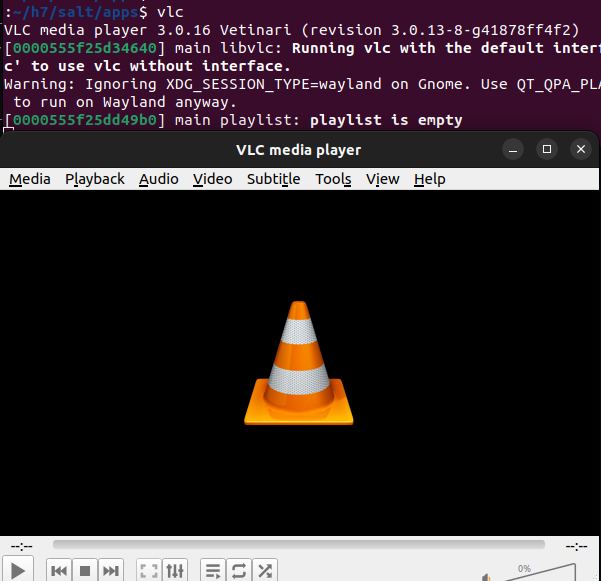 :~/h7/salt/apps$ vlc
VLC media player 3.0.16 Vetinari (revision 3.0.13-8-g41878ff4f2)
[0000555f25d34640] main libvlc: Running vlc with the default interf
c' to use vlc without interface.
Warning: Ignoring XDG_SESSION_TYPE=wayland on Gnome. Use QT_QPA_PLA
to run on Wayland anyway.
[0000555f25dd49b0] main playlist: playlist is empty
VLC media player
Media Playback Audio Video Subtitle Tools View Help
--:-- --:--
0%